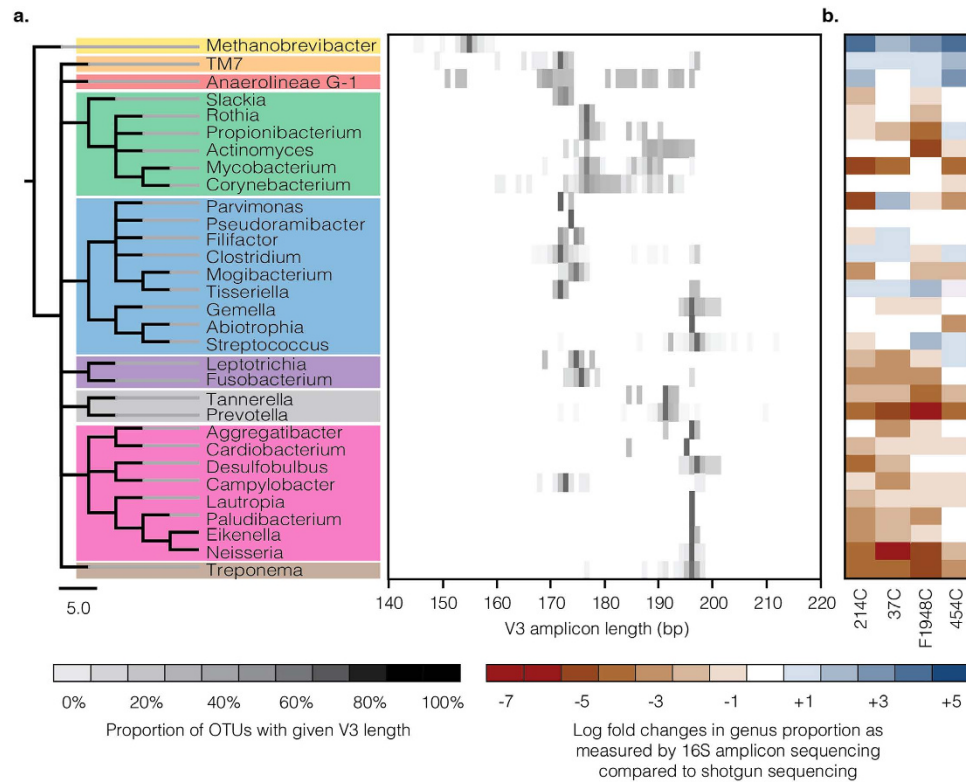 a.
b.
Methanobrevibacter
TM7
Anaerolineae G-1
Slackia
Rothia
Propionibacterium
Actinomyces
Mycobacterium
Corynebacterium
Parvimonas
Pseudoramibacter
Filifactor
Clostridium
Mogibacterium
Tisseriella
Gemella
Abiotrophia
Streptococcus
Leptotrichia
Fusobacterium
Tannerella
Prevotella
Aggregatibacter
Cardiobacterium
Desulfobulbus
Campylobacter
Lautropia
Paludibacterium
Eikenella
Neisseria
Treponema
5.0
140 150 160 170 180 190 200 210 220
V3 amplicon length (bp)
214C
37C
F1948C
454C
0% 20% 40% 60% 80% 100%
Proportion of OTUs with given V3 length
-7 -5 -3 -1 +1 +3 +5
Log fold changes in genus proportion as
measured by 16S amplicon sequencing
compared to shotgun sequencing